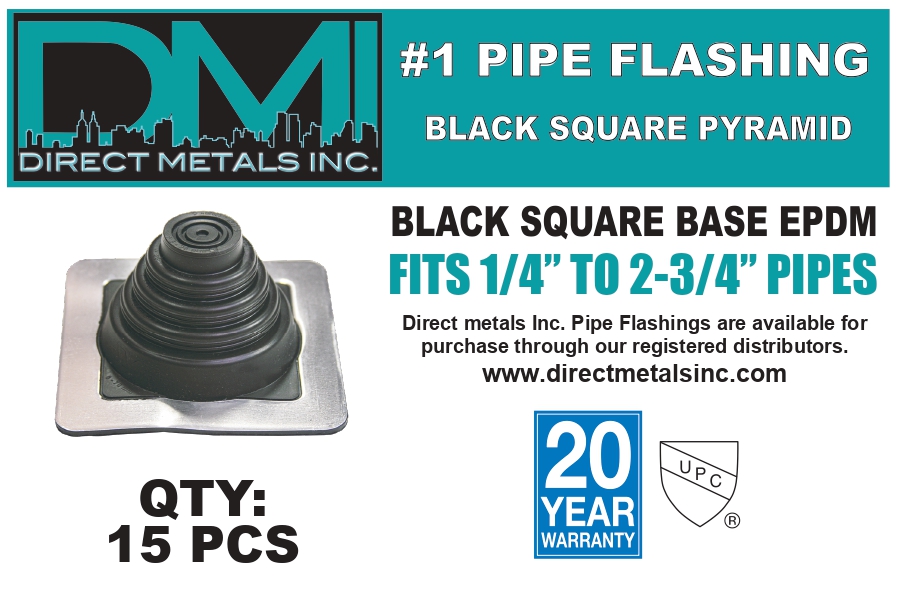 DMI
DIRECT METALS INC.
#1 PIPE FLASHING
BLACK SQUARE PYRAMID
BLACK SQUARE BASE EPDM
FITS 1/4” TO 2-3/4” PIPES
Direct metals Inc. Pipe Flashings are available for
purchase through our registered distributors.
www.directmetalsinc.com
QTY:
15 PCS
20
YEAR
WARRANTY
UPC
®